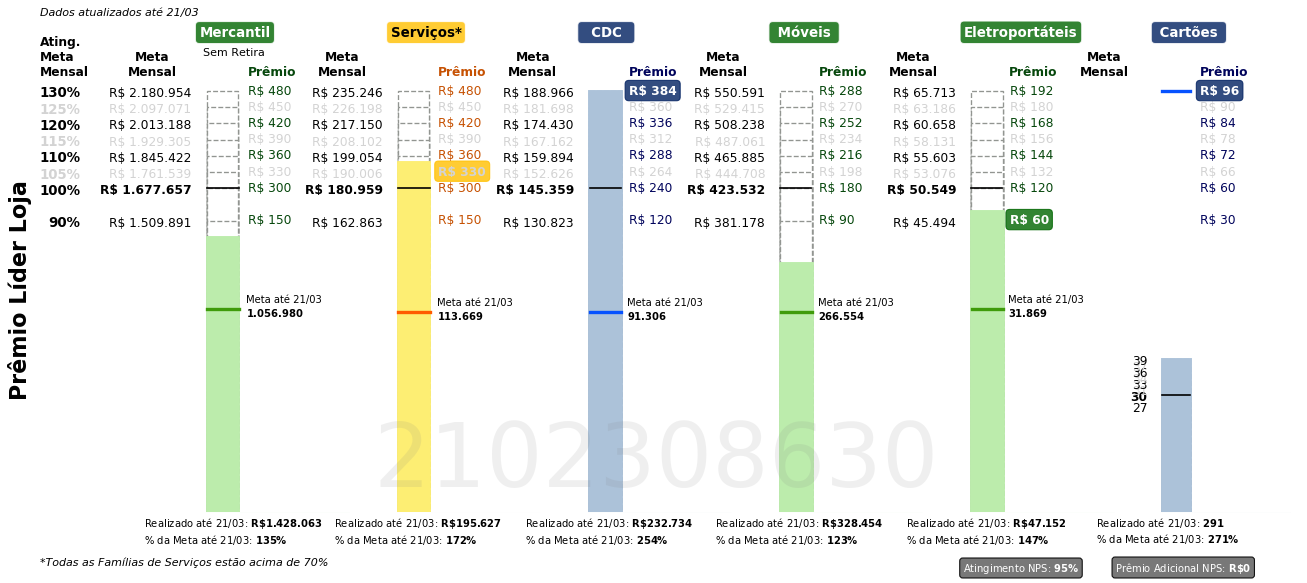 Dados atualizados até 21/03
Mercantil Serviços* CDC Móveis Eletroportáteis Cartões
Sem Retira
Ating. Meta Mensal Meta Mensal Prêmio Meta Mensal Prêmio Meta Mensal Prêmio Meta Mensal Prêmio Meta Mensal Prêmio Meta Mensal Prêmio
130% R$ 2.180.954 R$ 480 R$ 235.246 R$ 480 R$ 188.966 R$ 384 R$ 550.591 R$ 288 R$ 65.713 R$ 192 R$ 96
125% R$ 2.097.071 R$ 450 R$ 226.198 R$ 450 R$ 181.698 R$ 360 R$ 529.415 R$ 270 R$ 63.186 R$ 180 R$ 90
120% R$ 2.013.188 R$ 420 R$ 217.150 R$ 420 R$ 174.430 R$ 336 R$ 508.238 R$ 252 R$ 60.658 R$ 168 R$ 84
115% R$ 1.929.305 R$ 390 R$ 208.102 R$ 390 R$ 167.162 R$ 312 R$ 487.061 R$ 234 R$ 58.131 R$ 156 R$ 78
110% R$ 1.845.422 R$ 360 R$ 199.054 R$ 360 R$ 159.894 R$ 288 R$ 465.885 R$ 216 R$ 55.603 R$ 144 R$ 72
105% R$ 1.761.539 R$ 330 R$ 190.006 R$ 330 R$ 152.626 R$ 264 R$ 444.708 R$ 198 R$ 53.076 R$ 132 R$ 66
100% R$ 1.677.657 R$ 300 R$ 180.959 R$ 300 R$ 145.359 R$ 240 R$ 423.532 R$ 180 R$ 50.549 R$ 120 R$ 60
90% R$ 1.509.891 R$ 150 R$ 162.863 R$ 150 R$ 130.823 R$ 120 R$ 381.178 R$ 90 R$ 45.494 R$ 60 R$ 30
Prêmio Líder Loja
Meta até 21/03 Meta até 21/03 Meta até 21/03 Meta até 21/03 Meta até 21/03
1.056.980 113.669 91.306 266.554 31.869
39
36
33
30
27
2102308630
Realizado até 21/03: R$1.428.063 Realizado até 21/03: R$195.627 Realizado até 21/03: R$232.734 Realizado até 21/03: R$328.454 Realizado até 21/03: R$47.152 Realizado até 21/03: 291
% da Meta até 21/03: 135% % da Meta até 21/03: 172% % da Meta até 21/03: 254% % da Meta até 21/03: 123% % da Meta até 21/03: 147% % da Meta até 21/03: 271%
*Todas as Famílias de Serviços estão acima de 70%
Atingimento NPS: 95% Prêmio Adicional NPS: R$0